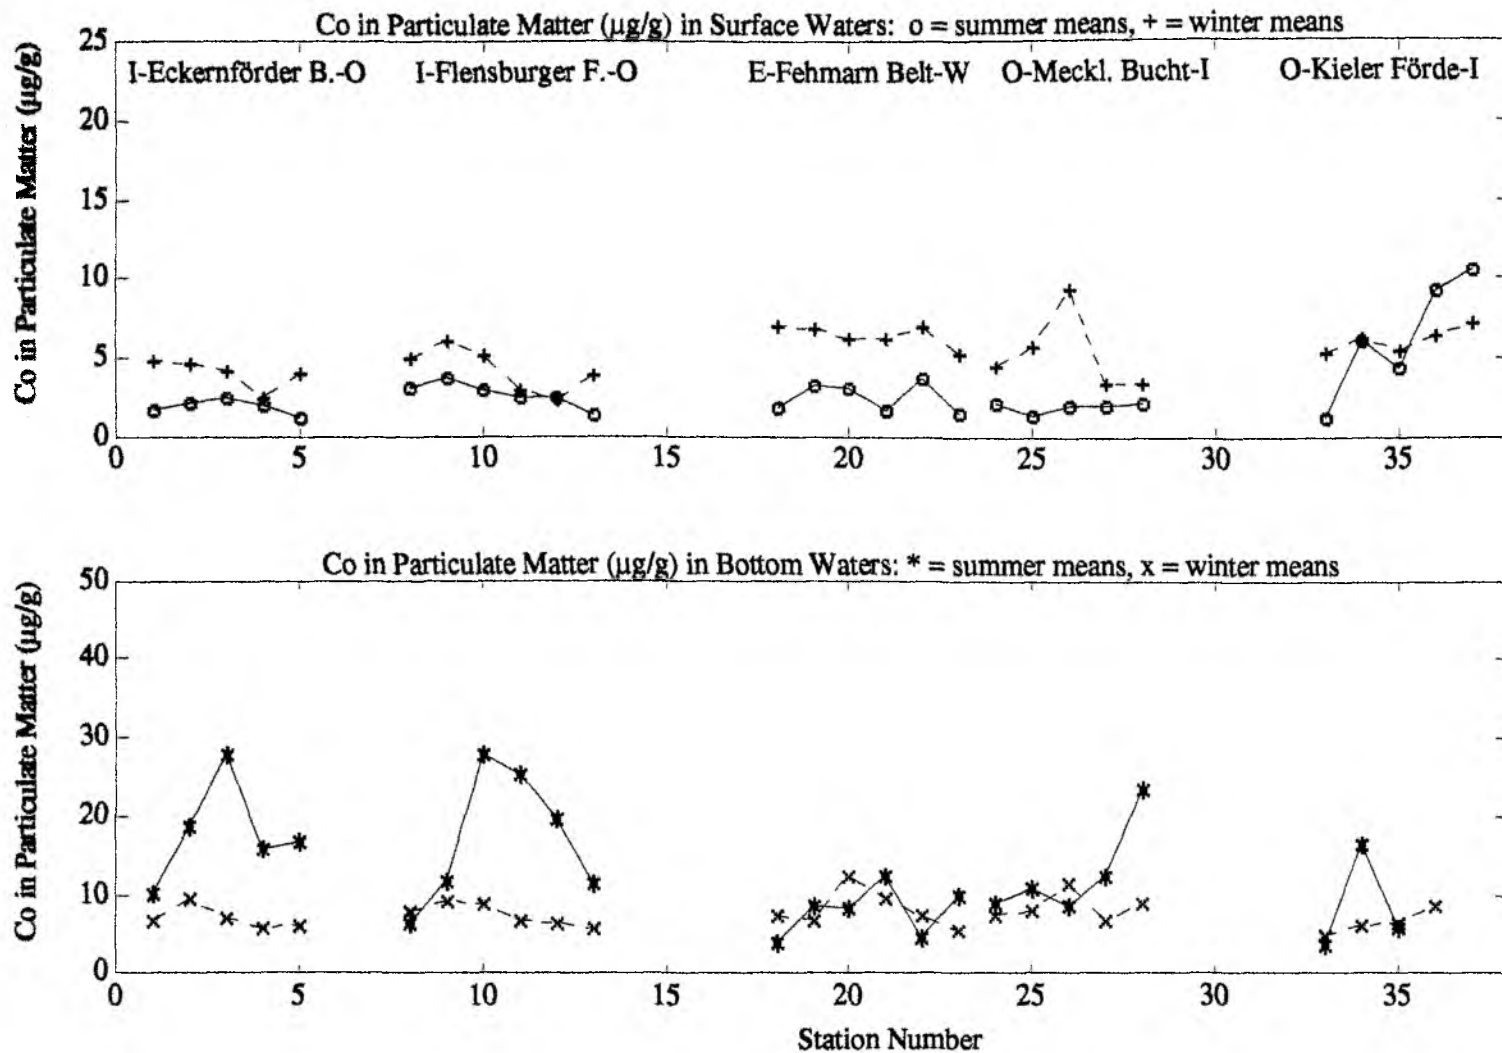 Co in Particulate Matter (µg/g) in Surface Waters: o = summer means, + = winter means
Co in Particulate Matter (µg/g)
25
20
15
10
5
0
I-Eckernförder B.-O I-Flensburger F.-O E-Fehmarn Belt-W O-Meckl. Bucht-I O-Kieler Förde-I
0 5 10 15 20 25 30 35
Co in Particulate Matter (µg/g) in Bottom Waters: * = summer means, x = winter means
Co in Particulate Matter (µg/g)
50
40
30
20
10
0
0 5 10 15 20 25 30 35
Station Number